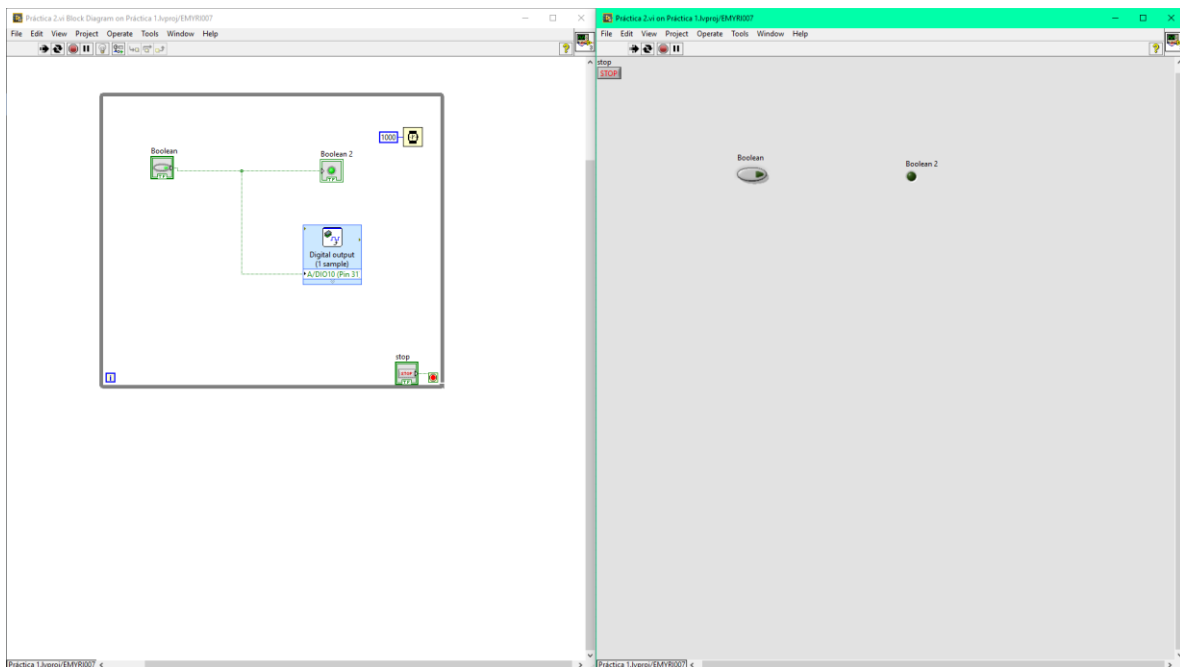 Práctica 2.vi Block Diagram on Práctica 1.lvproj/EMYRI007
File Edit View Project Operate Tools Window Help
Boolean
TF
Boolean 2
TF
1000
Digital output
(1 sample)
A/DIO10 (Pin 31
i
stop
STOP
TF
Práctica 1.lvproj/EMYRI007
Práctica 2.vi on Práctica 1.lvproj/EMYRI007
File Edit View Project Operate Tools Window Help
stop
STOP
Boolean
Boolean 2
Práctica 1.lvproj/EMYRI007